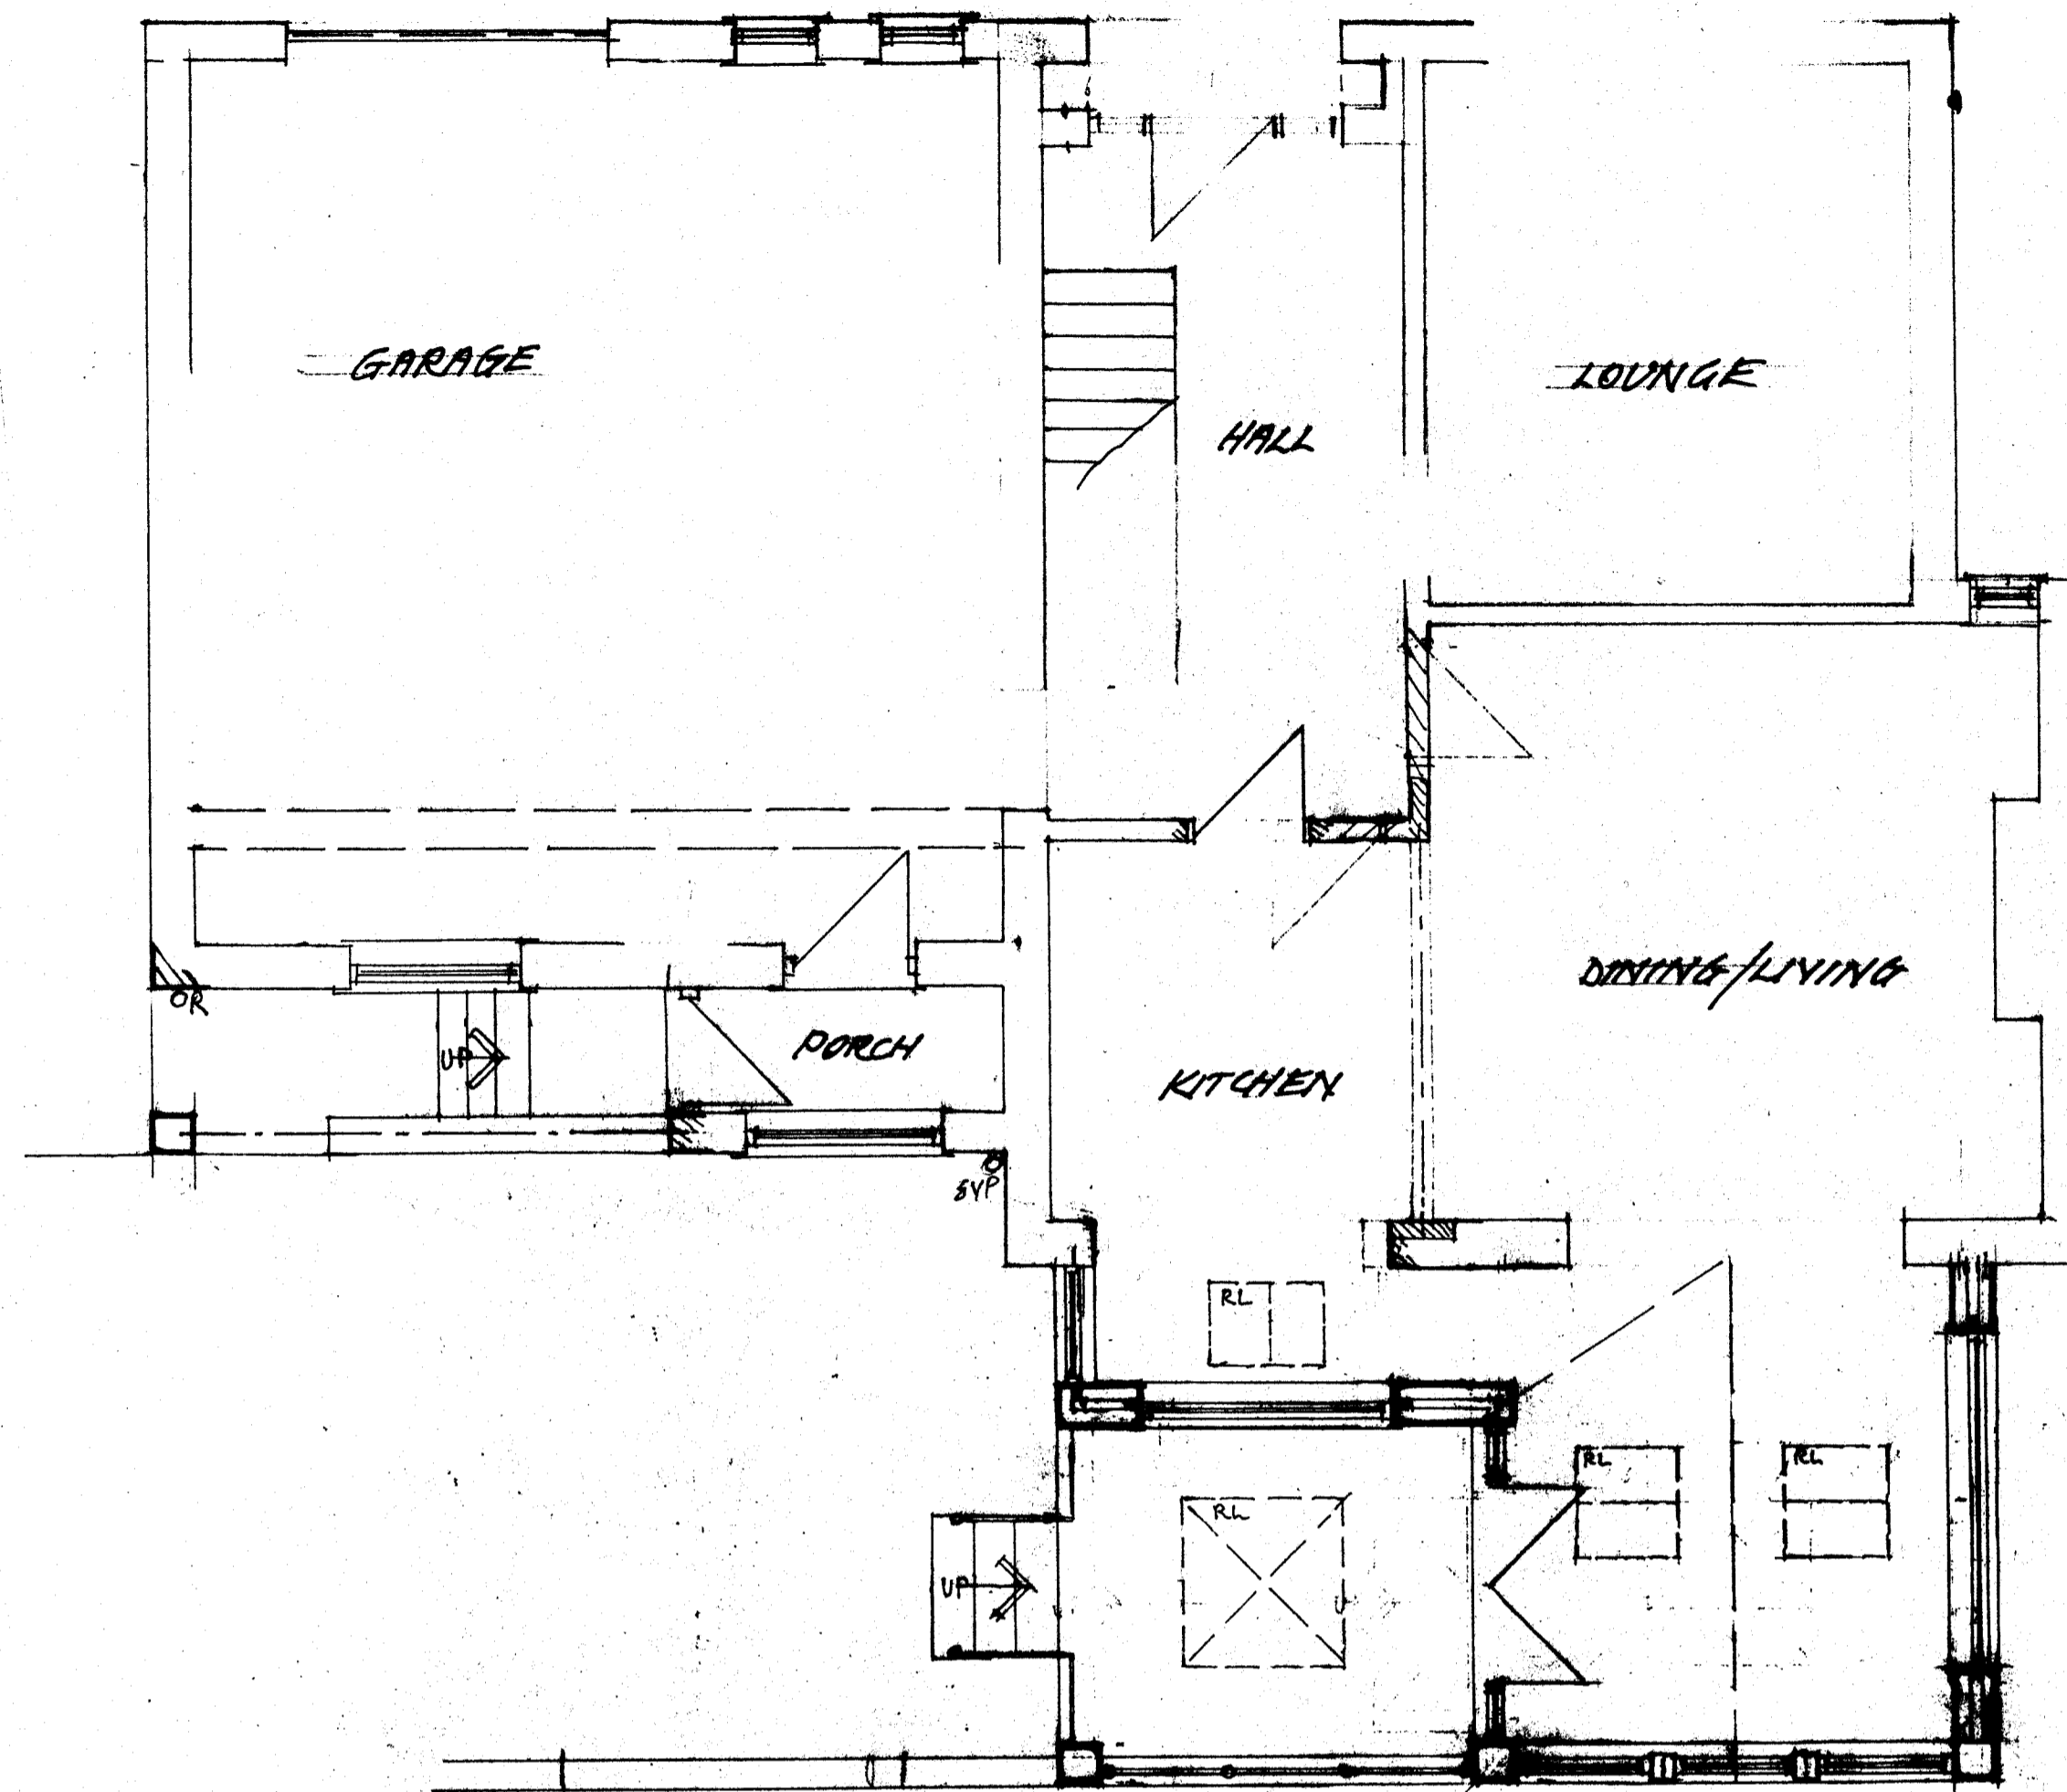 GARAGE
LOUNGE
HALL
DINING/LIVING
OR
UP
PORCH
KITCHEN
SVP
RL
RL
RL
RL
UP